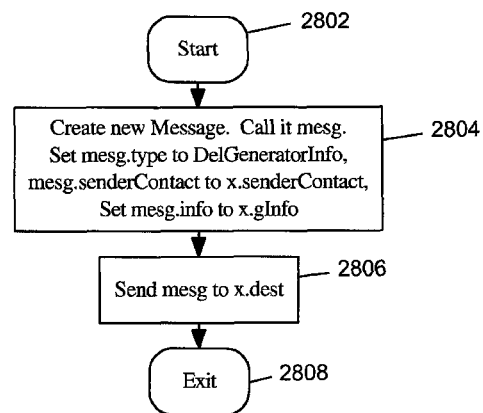 2802
Start
Create new Message. Call it mesg.
Set mesg.type to DelGeneratorInfo,
mesg.senderContact to x.senderContact,
Set mesg.info to x.gInfo
2804
2806
Send mesg to x.dest
Exit
2808